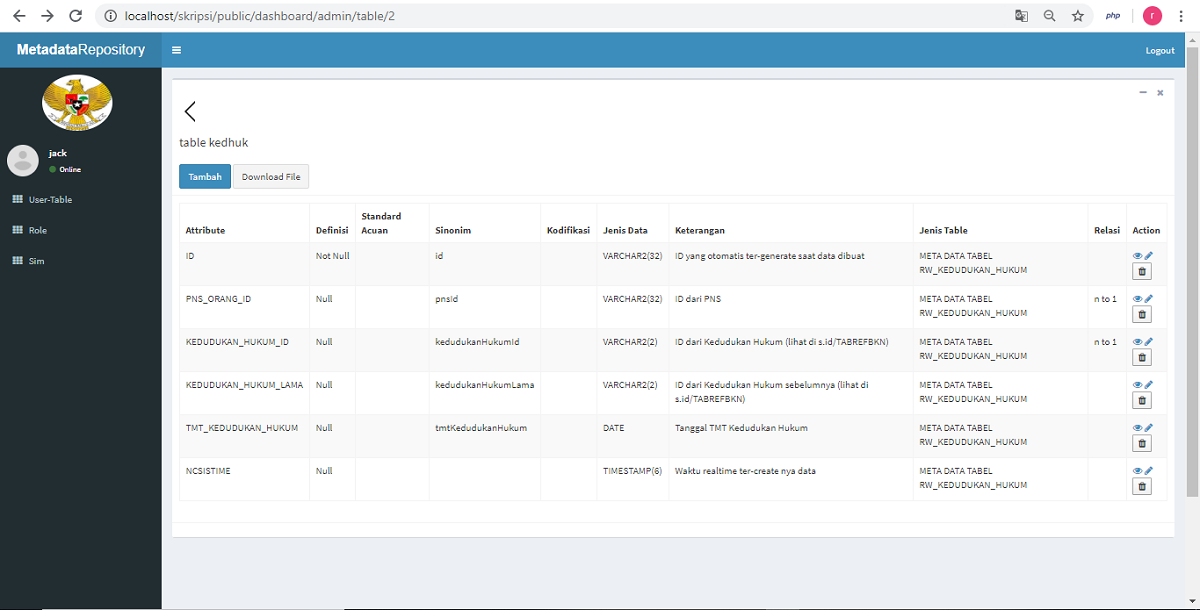 localhost/skripsi/public/dashboard/admin/table/2
php
r
MetadataRepository
Logout
jack
Online
User-Table
Role
Sim
table kedhuk
Tambah Download File
Attribute Definisi Standard Acuan Sinonim Kodifikasi Jenis Data Keterangan Jenis Table Relasi Action
ID Not Null id VARCHAR2(32) ID yang otomatis ter-generate saat data dibuat META DATA TABEL
RW_KEDUDUKAN_HUKUM
PNS_ORANG_ID Null pnsId VARCHAR2(32) ID dari PNS META DATA TABEL n to 1
RW_KEDUDUKAN_HUKUM
KEDUDUKAN_HUKUM_ID Null kedudukanHukumId VARCHAR2(2) ID dari Kedudukan Hukum (lihat di s.id/TABREFBKN) META DATA TABEL n to 1
RW_KEDUDUKAN_HUKUM
KEDUDUKAN_HUKUM_LAMA Null kedudukanHukumLama VARCHAR2(2) ID dari Kedudukan Hukum sebelumnya (lihat di META DATA TABEL
s.id/TABREFBKN) RW_KEDUDUKAN_HUKUM
TMT_KEDUDUKAN_HUKUM Null tmtKedudukanHukum DATE Tanggal TMT Kedudukan Hukum META DATA TABEL
RW_KEDUDUKAN_HUKUM
NCSISTIME Null TIMESTAMP(6) Waktu realtime ter-create nya data META DATA TABEL
RW_KEDUDUKAN_HUKUM